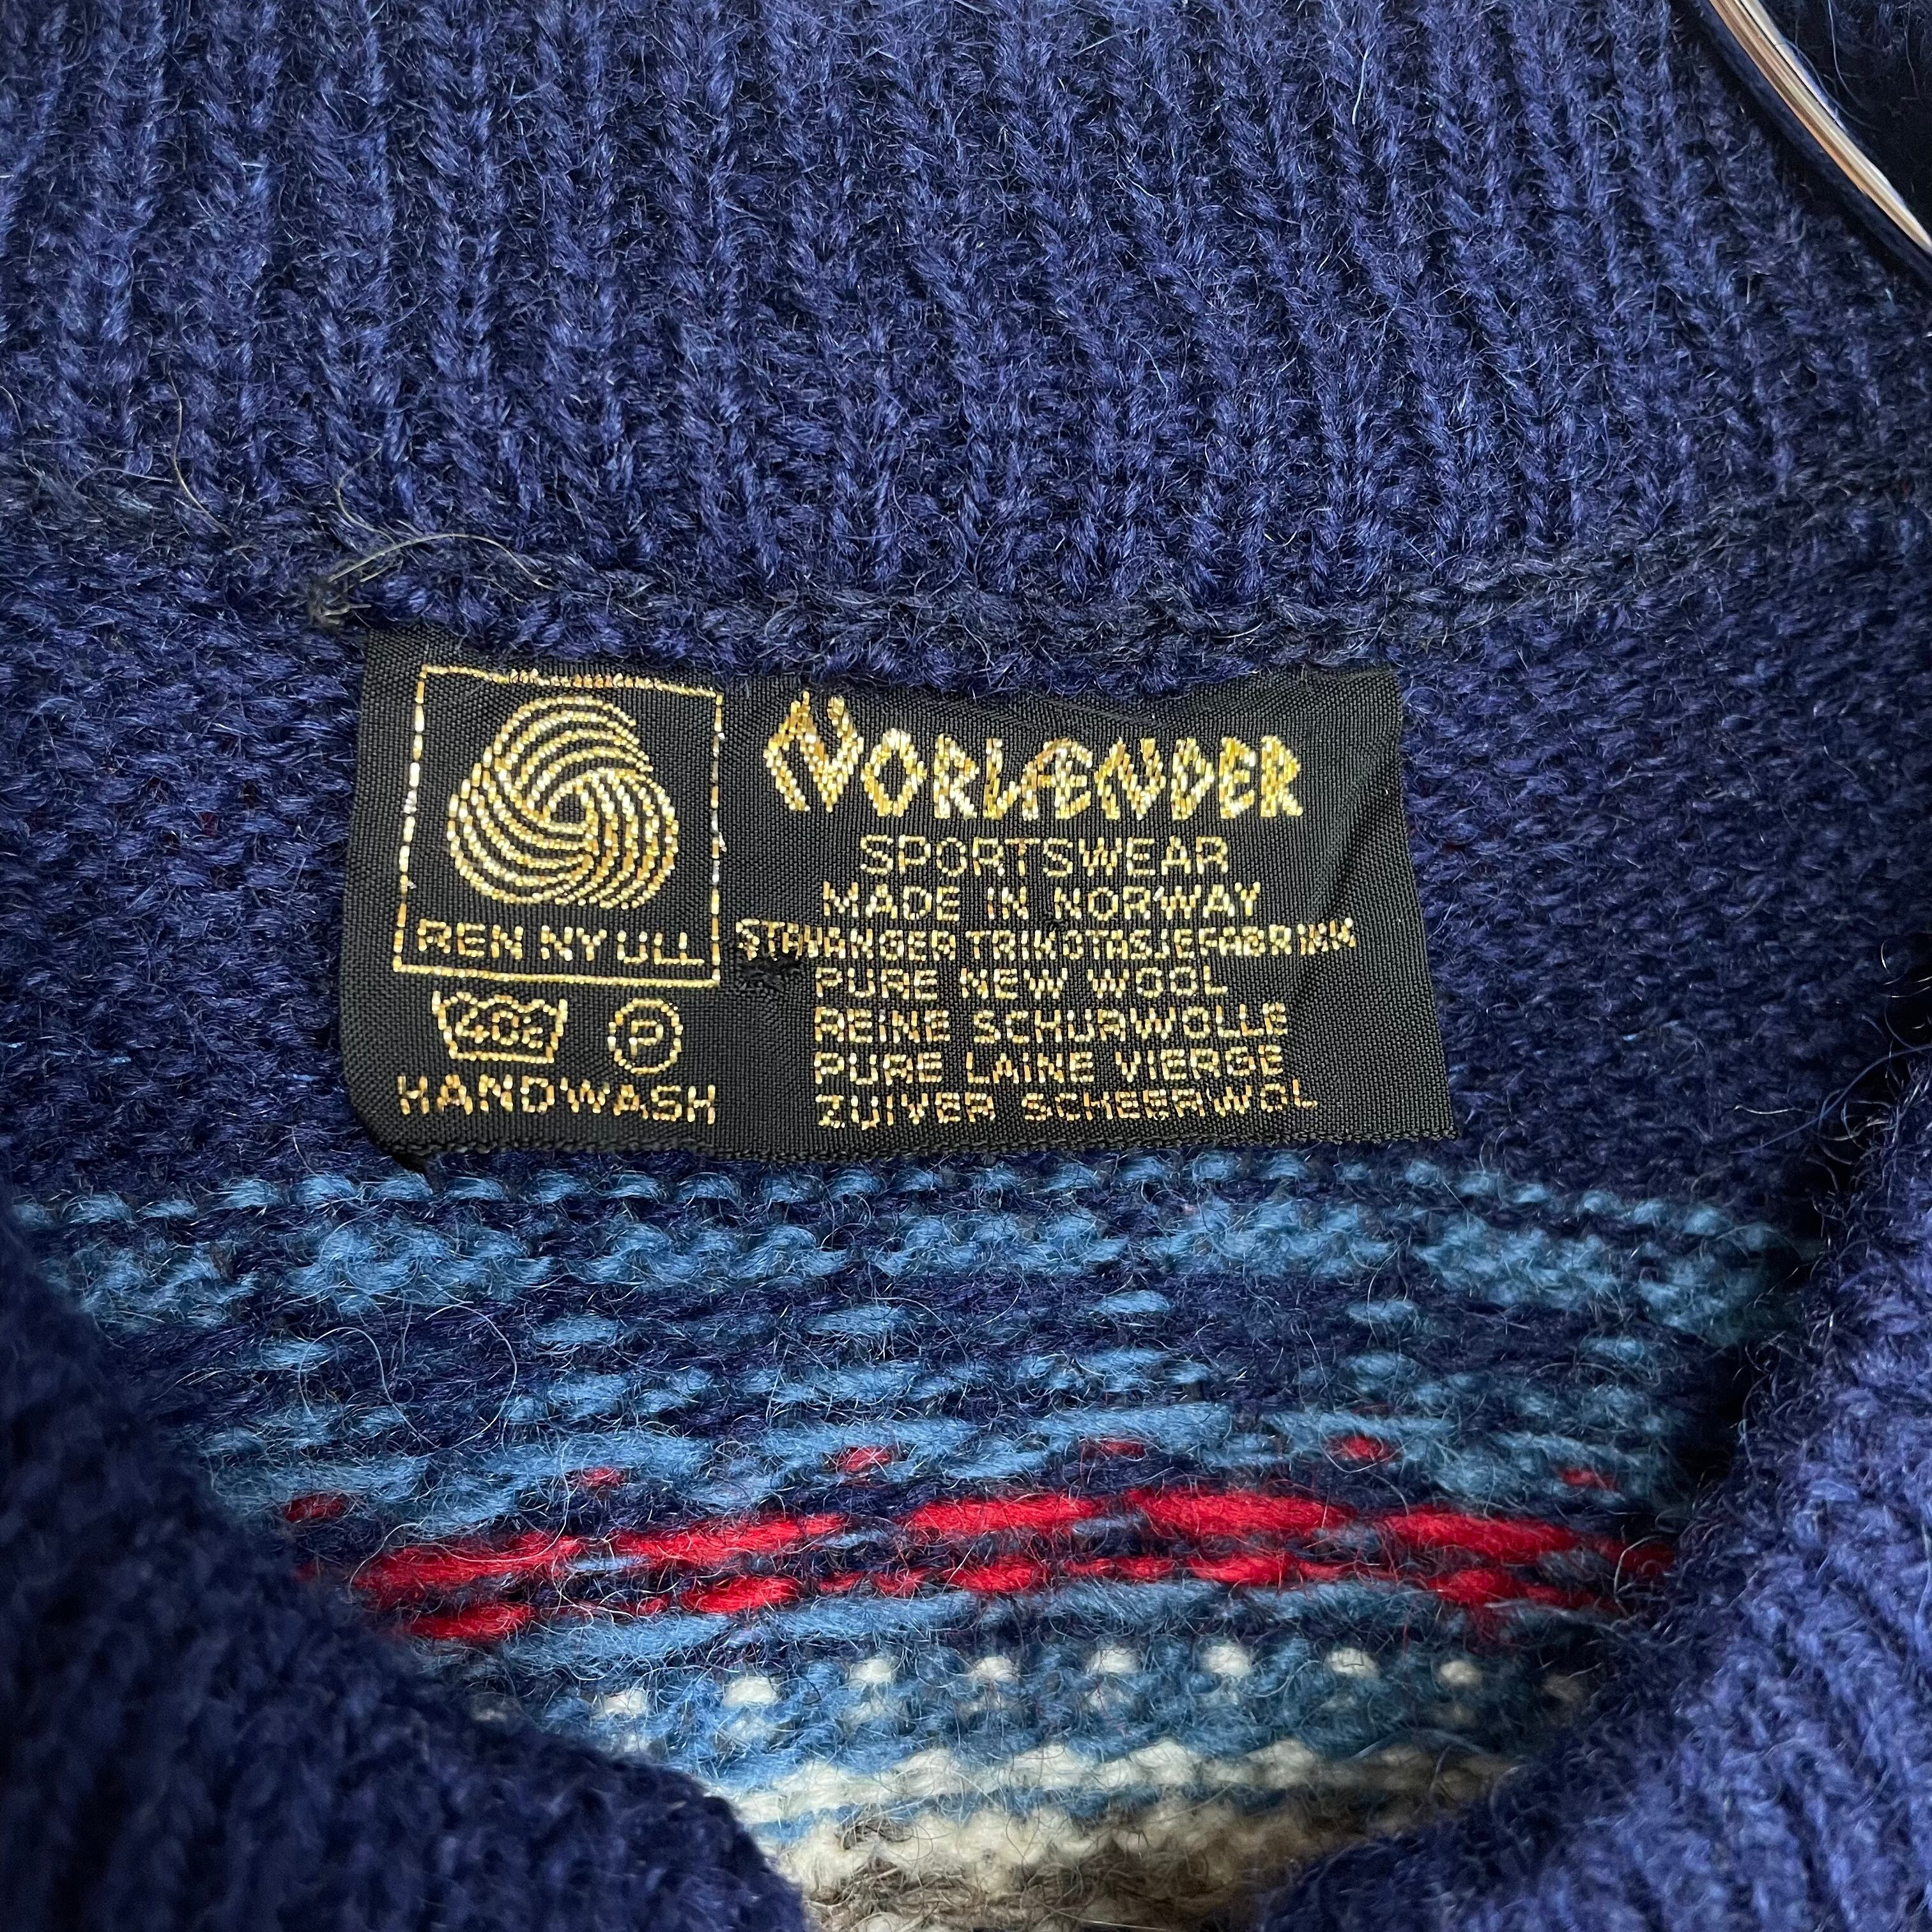 REN NY ULL
40°
P
HANDWASH
NORLÆNDER
SPORTSWEAR
MADE IN NORWAY
STAVANGER TRIKOTASJEFABRIKK
PURE NEW WOOL
REINE SCHURWOLLE
PURE LAINE VIERGE
ZUIVER SCHEERWOL